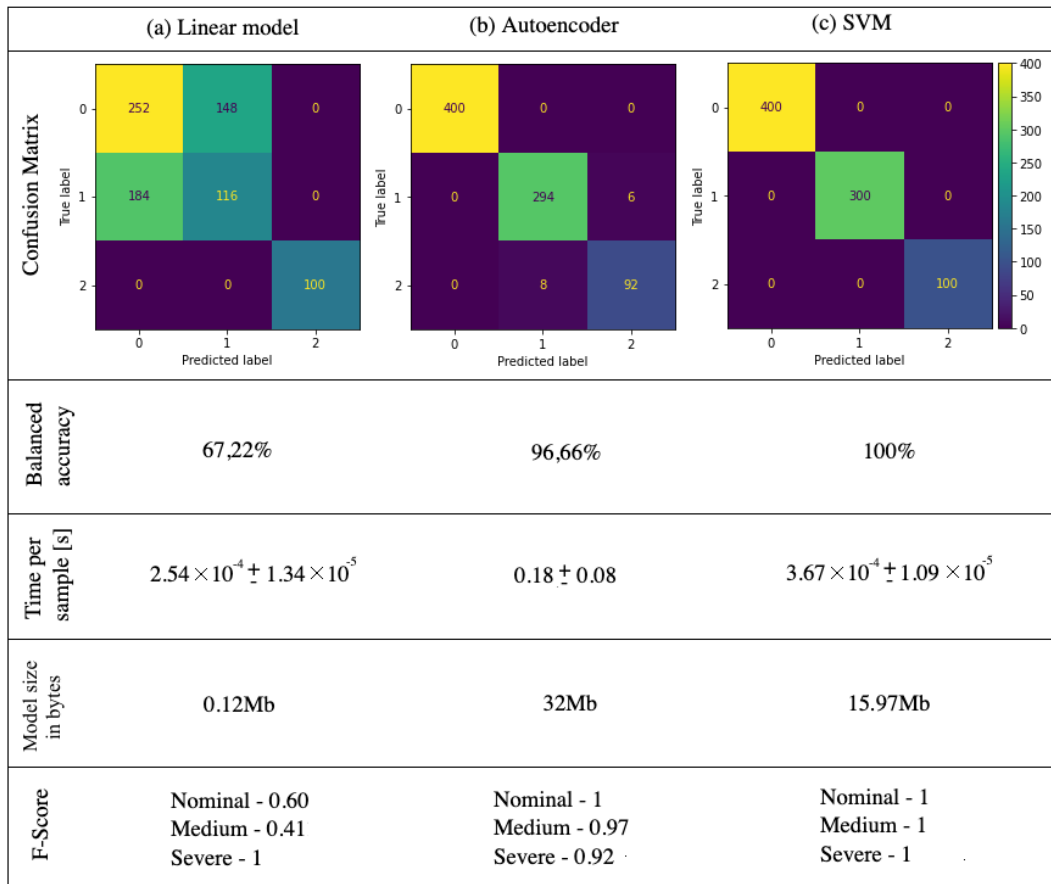 (a) Linear model
(b) Autoencoder
(c) SVM
Confusion Matrix
True label
0
1
2
252 148 0
184 116 0
0 0 100
0 1 2
Predicted label
True label
0
1
2
400 0 0
0 294 6
0 8 92
0 1 2
Predicted label
True label
0
1
2
400 0 0
0 300 0
0 0 100
0 1 2
Predicted label
400
350
300
250
200
150
100
50
0
Balanced
accuracy
67,22%
96,66%
100%
Time per
sample [s]
2.54 × 10⁻⁴ ± 1.34 × 10⁻⁵
0.18 ± 0.08
3.67 × 10⁻⁴ ± 1.09 × 10⁻⁵
Model size
in bytes
0.12Mb
32Mb
15.97Mb
F-Score
Nominal - 0.60
Medium - 0.41
Severe - 1
Nominal - 1
Medium - 0.97
Severe - 0.92
Nominal - 1
Medium - 1
Severe - 1